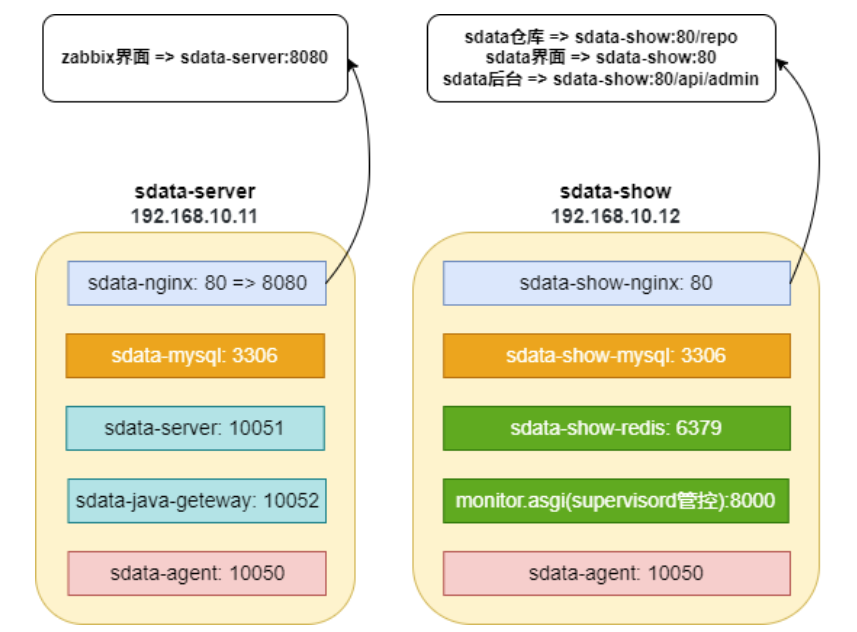 zabbix界面 => sdata-server:8080
sdata仓库 => sdata-show:80/repo
sdata界面 => sdata-show:80
sdata后台 => sdata-show:80/api/admin
sdata-server
192.168.10.11
sdata-nginx: 80 => 8080
sdata-mysql: 3306
sdata-server: 10051
sdata-java-geteway: 10052
sdata-agent: 10050
sdata-show
192.168.10.12
sdata-show-nginx: 80
sdata-show-mysql: 3306
sdata-show-redis: 6379
monitor.asgi(supervisord管控):8000
sdata-agent: 10050